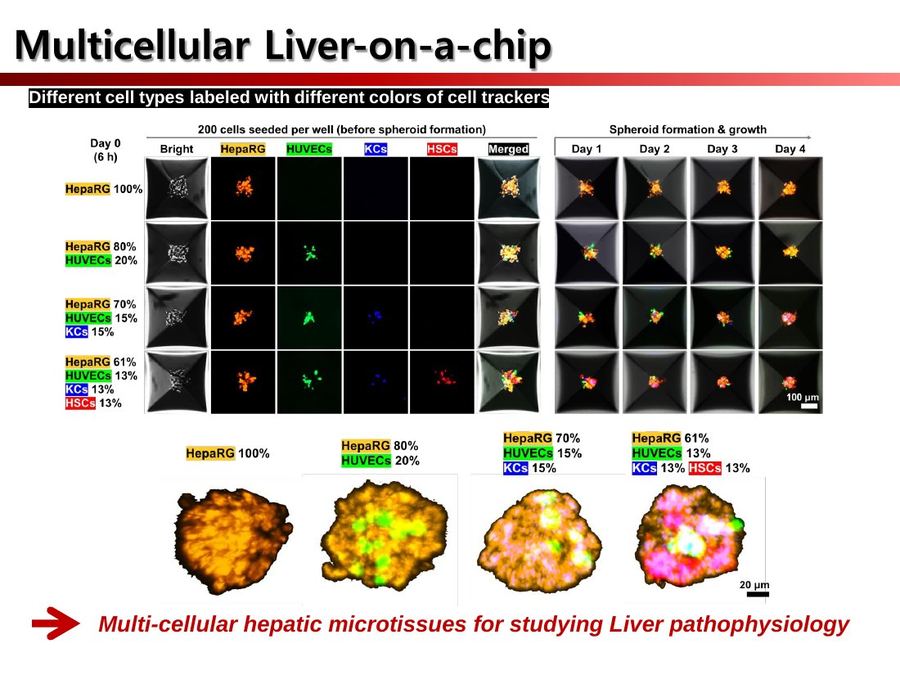 Multicellular Liver-on-a-chip
Different cell types labeled with different colors of cell trackers
200 cells seeded per well (before spheroid formation)
Spheroid formation & growth
Day 0
(6 h)
Bright HepaRG HUVECs KCs HSCs Merged Day 1 Day 2 Day 3 Day 4
HepaRG 100%
HepaRG 80%
HUVECs 20%
HepaRG 70%
HUVECs 15%
KCs 15%
HepaRG 61%
HUVECs 13%
KCs 13%
HSCs 13%
100 µm
HepaRG 100%
HepaRG 80%
HUVECs 20%
HepaRG 70%
HUVECs 15%
KCs 15%
HepaRG 61%
HUVECs 13%
KCs 13% HSCs 13%
20 µm
Multi-cellular hepatic microtissues for studying Liver pathophysiology